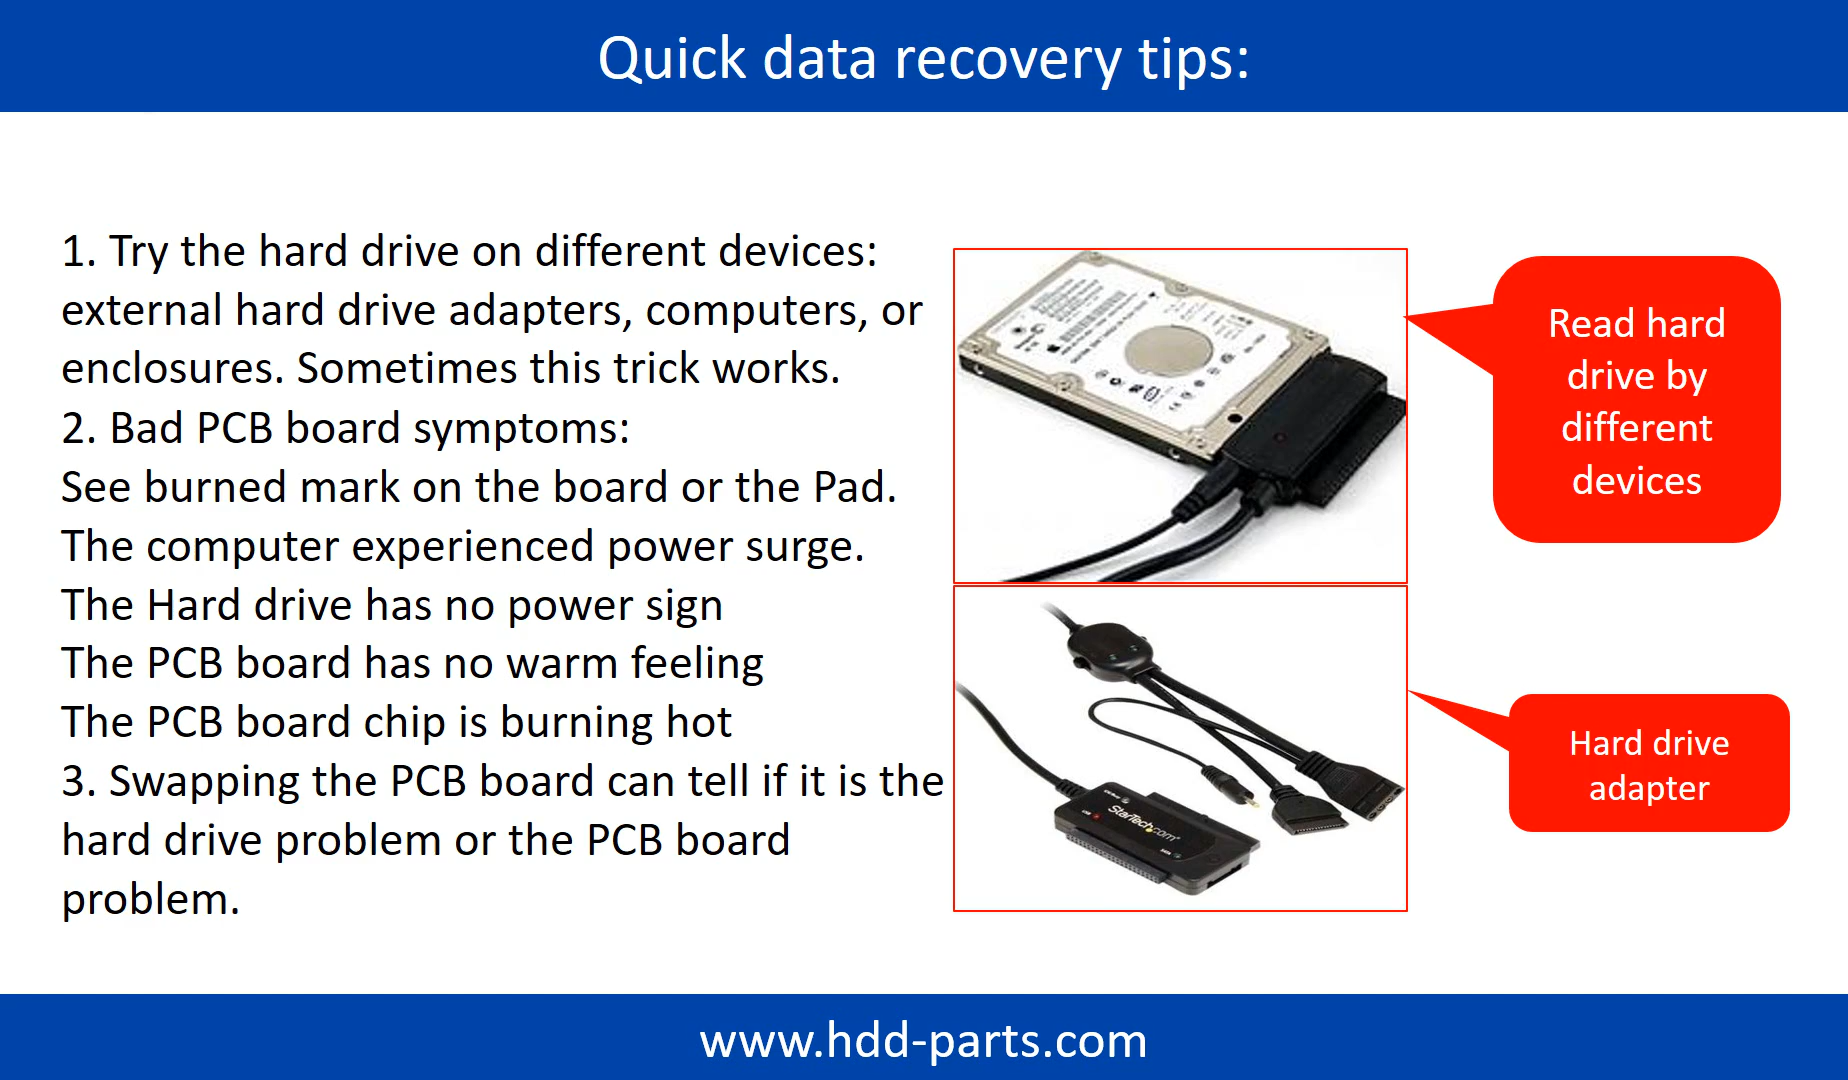 Quick data recovery tips:
1. Try the hard drive on different devices:
external hard drive adapters, computers, or
enclosures. Sometimes this trick works.
2. Bad PCB board symptoms:
See burned mark on the board or the Pad.
The computer experienced power surge.
The Hard drive has no power sign
The PCB board has no warm feeling
The PCB board chip is burning hot
3. Swapping the PCB board can tell if it is the
hard drive problem or the PCB board
problem.
Read hard
drive by
different
devices
StarTech.com
Hard drive
adapter
www.hdd-parts.com